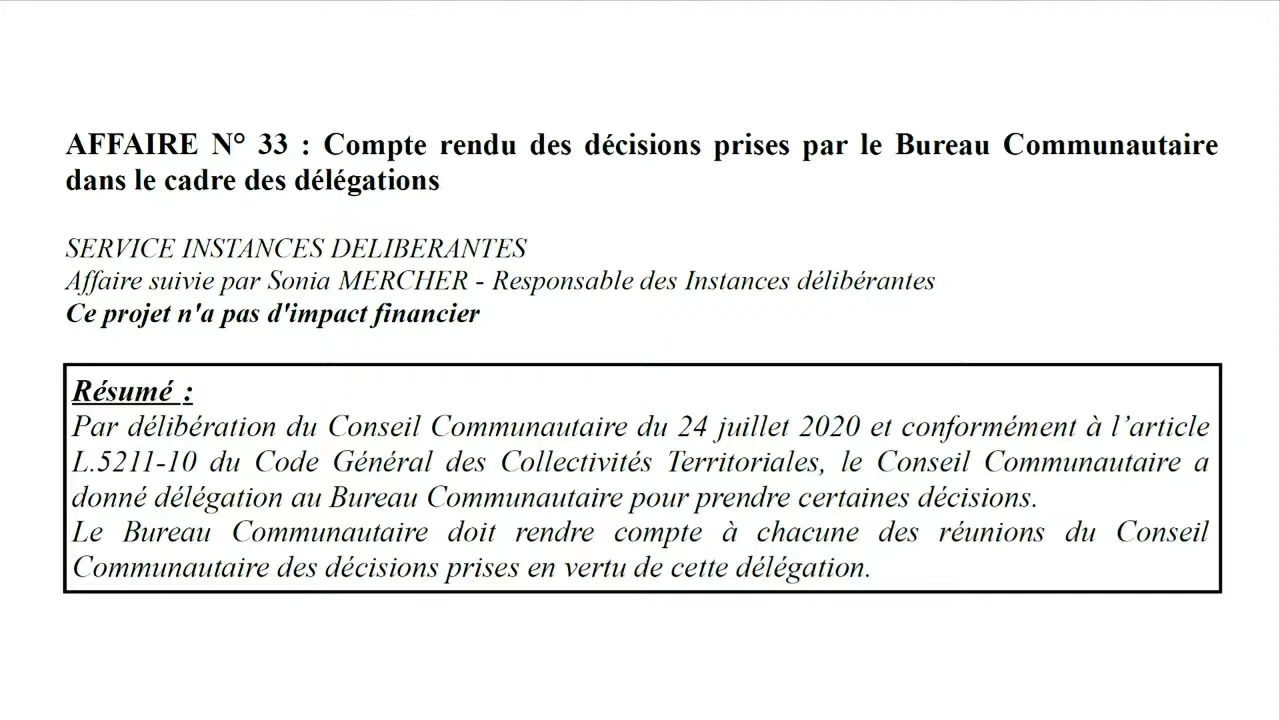 AFFAIRE N° 33 : Compte rendu des décisions prises par le Bureau Communautaire
dans le cadre des délégations
SERVICE INSTANCES DELIBERANTES
Affaire suivie par Sonia MERCHER - Responsable des Instances délibérantes
Ce projet n'a pas d'impact financier
Résumé :
Par délibération du Conseil Communautaire du 24 juillet 2020 et conformément à l’article
L.5211-10 du Code Général des Collectivités Territoriales, le Conseil Communautaire a
donné délégation au Bureau Communautaire pour prendre certaines décisions.
Le Bureau Communautaire doit rendre compte à chacune des réunions du Conseil
Communautaire des décisions prises en vertu de cette délégation.